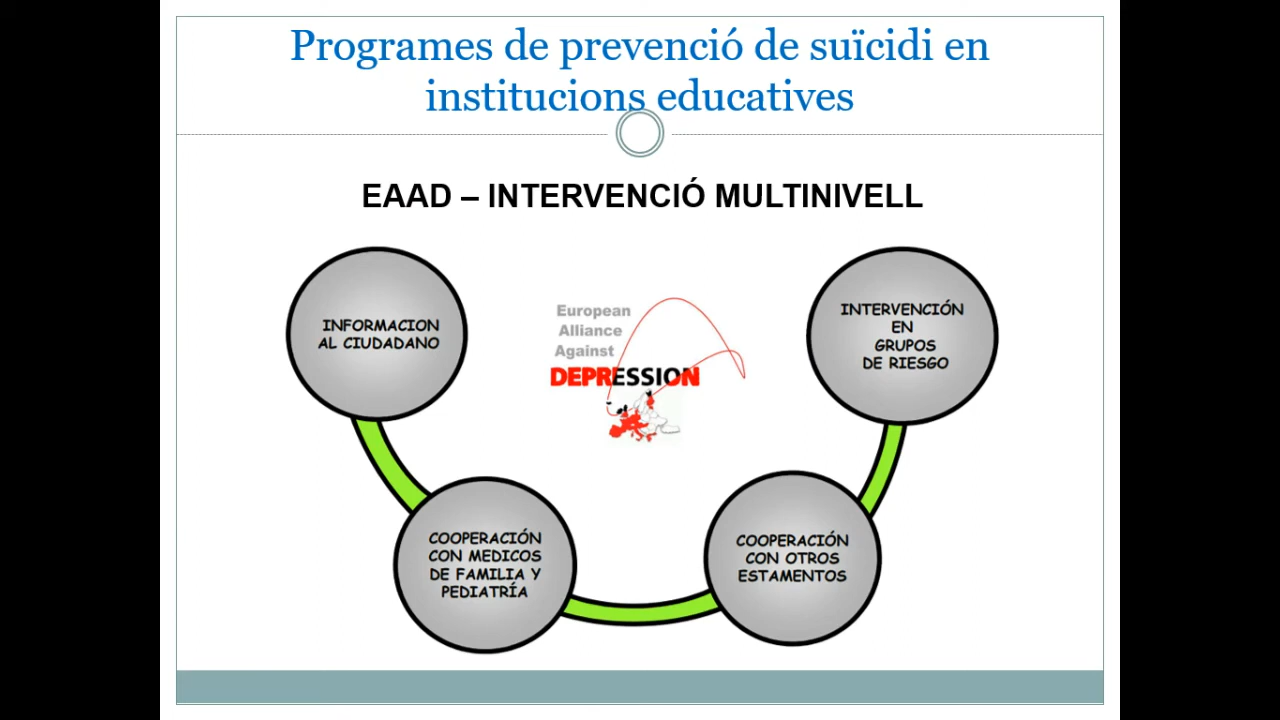 Programes de prevenció de suïcidi en
institucions educatives
EAAD – INTERVENCIÓ MULTINIVELL
INFORMACION
AL CIUDADANO
European
Alliance
Against
DEPRESSION
INTERVENCIÓN
EN
GRUPOS
DE RIESGO
COOPERACIÓN
CON MEDICOS
DE FAMILIA Y
PEDIATRÍA
COOPERACIÓN
CON OTROS
ESTAMENTOS